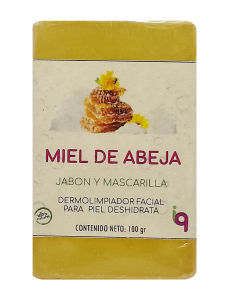 MIEL DE ABEJA
JABON Y MASCARILLA
DERMOLIMPIADOR FACIAL
PARA PIEL DESHIDRATA
CONTENIDO NETO: 100 gr